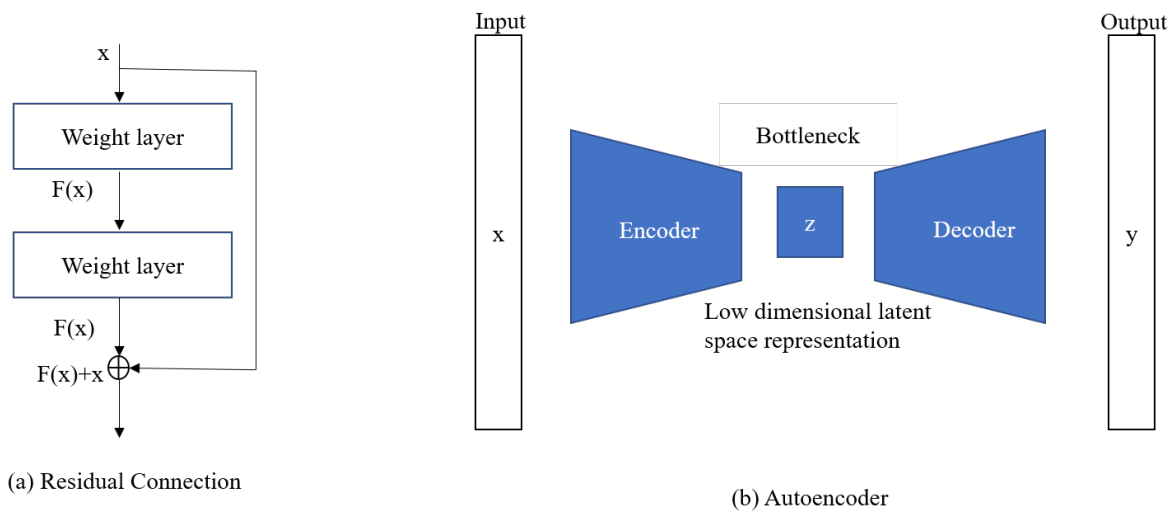 x
Weight layer
F(x)
Weight layer
F(x)
F(x)+x
(a) Residual Connection
Input
x
Encoder
Bottleneck
z
Low dimensional latent
space representation
Decoder
Output
y
(b) Autoencoder